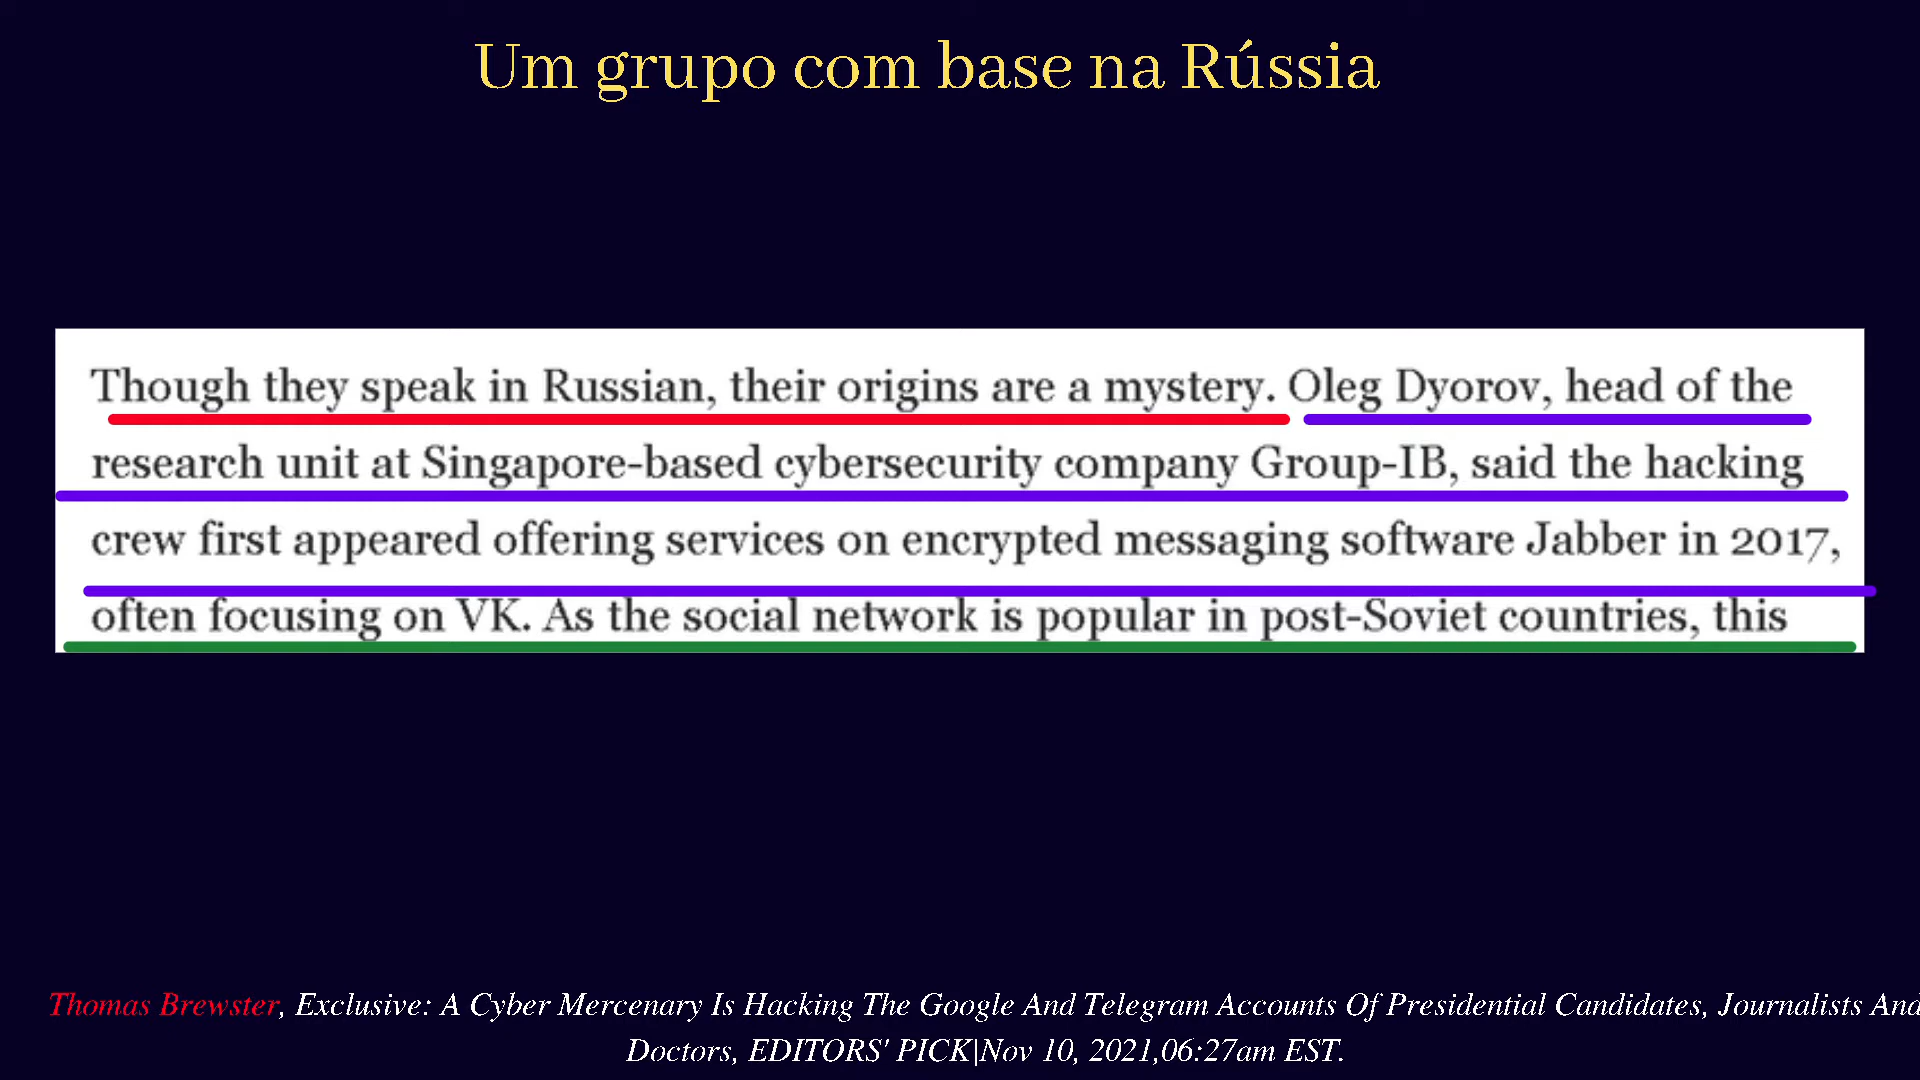 Um grupo com base na Rússia
Though they speak in Russian, their origins are a mystery. Oleg Dyorov, head of the
research unit at Singapore-based cybersecurity company Group-IB, said the hacking
crew first appeared offering services on encrypted messaging software Jabber in 2017,
often focusing on VK. As the social network is popular in post-Soviet countries, this
Thomas Brewster, Exclusive: A Cyber Mercenary Is Hacking The Google And Telegram Accounts Of Presidential Candidates, Journalists And
Doctors, EDITORS' PICK|Nov 10, 2021,06:27am EST.